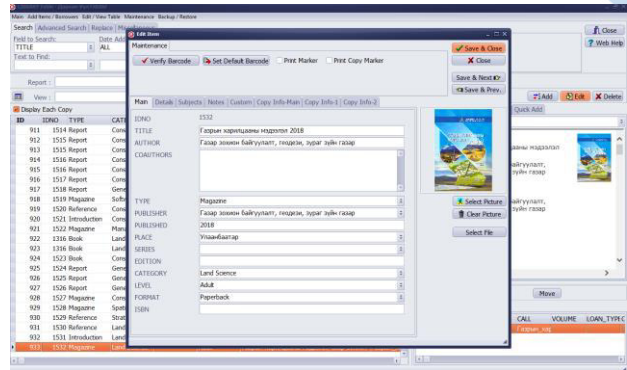 Main Add Items / Borrowers Edit / View Table Maintenance Backup / Restore
Search Advanced Search Replace
Field to Search:
TITLE ALL
Text to Find:
Report :
View :
Display Each Copy
ID IDNO TYPE
911 1514 Report
912 1515 Report
913 1515 Report
914 1516 Report
915 1516 Report
916 1517 Report
917 1518 Report
918 1519 Magazine
919 1520 Reference
920 1521 Introduction
921 1522 Magazine
922 1316 Book Land
923 1316 Book Land
924 1523 Book
925 1524 Report
926 1525 Report
927 1526 Report
928 1527 Magazine
929 1528 Magazine
930 1529 Reference
931 1530 Reference
932 1531 Introduction
933 1532 Magazine
Edit Item
Maintenance
Verify Barcode Set Default Barcode Print Marker Print Copy Marker
Save & Close
Close
Save & Next
Save & Prev.
Main Details Subjects Notes Custom Copy Info-Main Copy Info-1 Copy Info-2
IDNO 1532
TITLE Газрын харилцааны мэдээлэл 2018
AUTHOR Газар зохион байгуулалт, геодези, зураг зүйн газар
COAUTHORS
TYPE Magazine
PUBLISHER Газар зохион байгуулалт, геодези, зураг зүйн газар
PUBLISHED 2018
PLACE Улаанбаатар
SERIES
EDITION
CATEGORY Land Science
LEVEL Adult
FORMAT Paperback
ISBN
Select Picture
Clear Picture
Select File
Close
Web Help
Add Edit Delete
Quick Add
Move
CALL VOLUME LOAN_TYPE